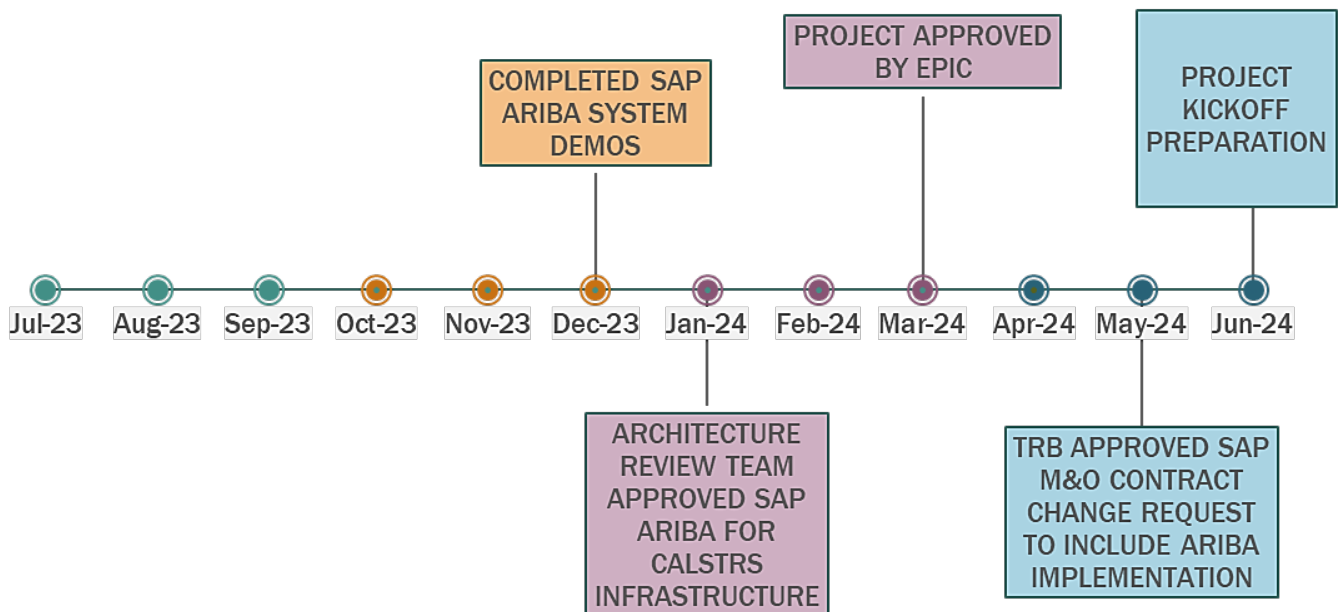 PROJECT APPROVED
BY EPIC
COMPLETED SAP
ARIBA SYSTEM
DEMOS
PROJECT
KICKOFF
PREPARATION
Jul-23 Aug-23 Sep-23 Oct-23 Nov-23 Dec-23 Jan-24 Feb-24 Mar-24 Apr-24 May-24 Jun-24
ARCHITECTURE
REVIEW TEAM
APPROVED SAP
ARIBA FOR
CALSTRS
INFRASTRUCTURE
TRB APPROVED SAP
M&O CONTRACT
CHANGE REQUEST
TO INCLUDE ARIBA
IMPLEMENTATION